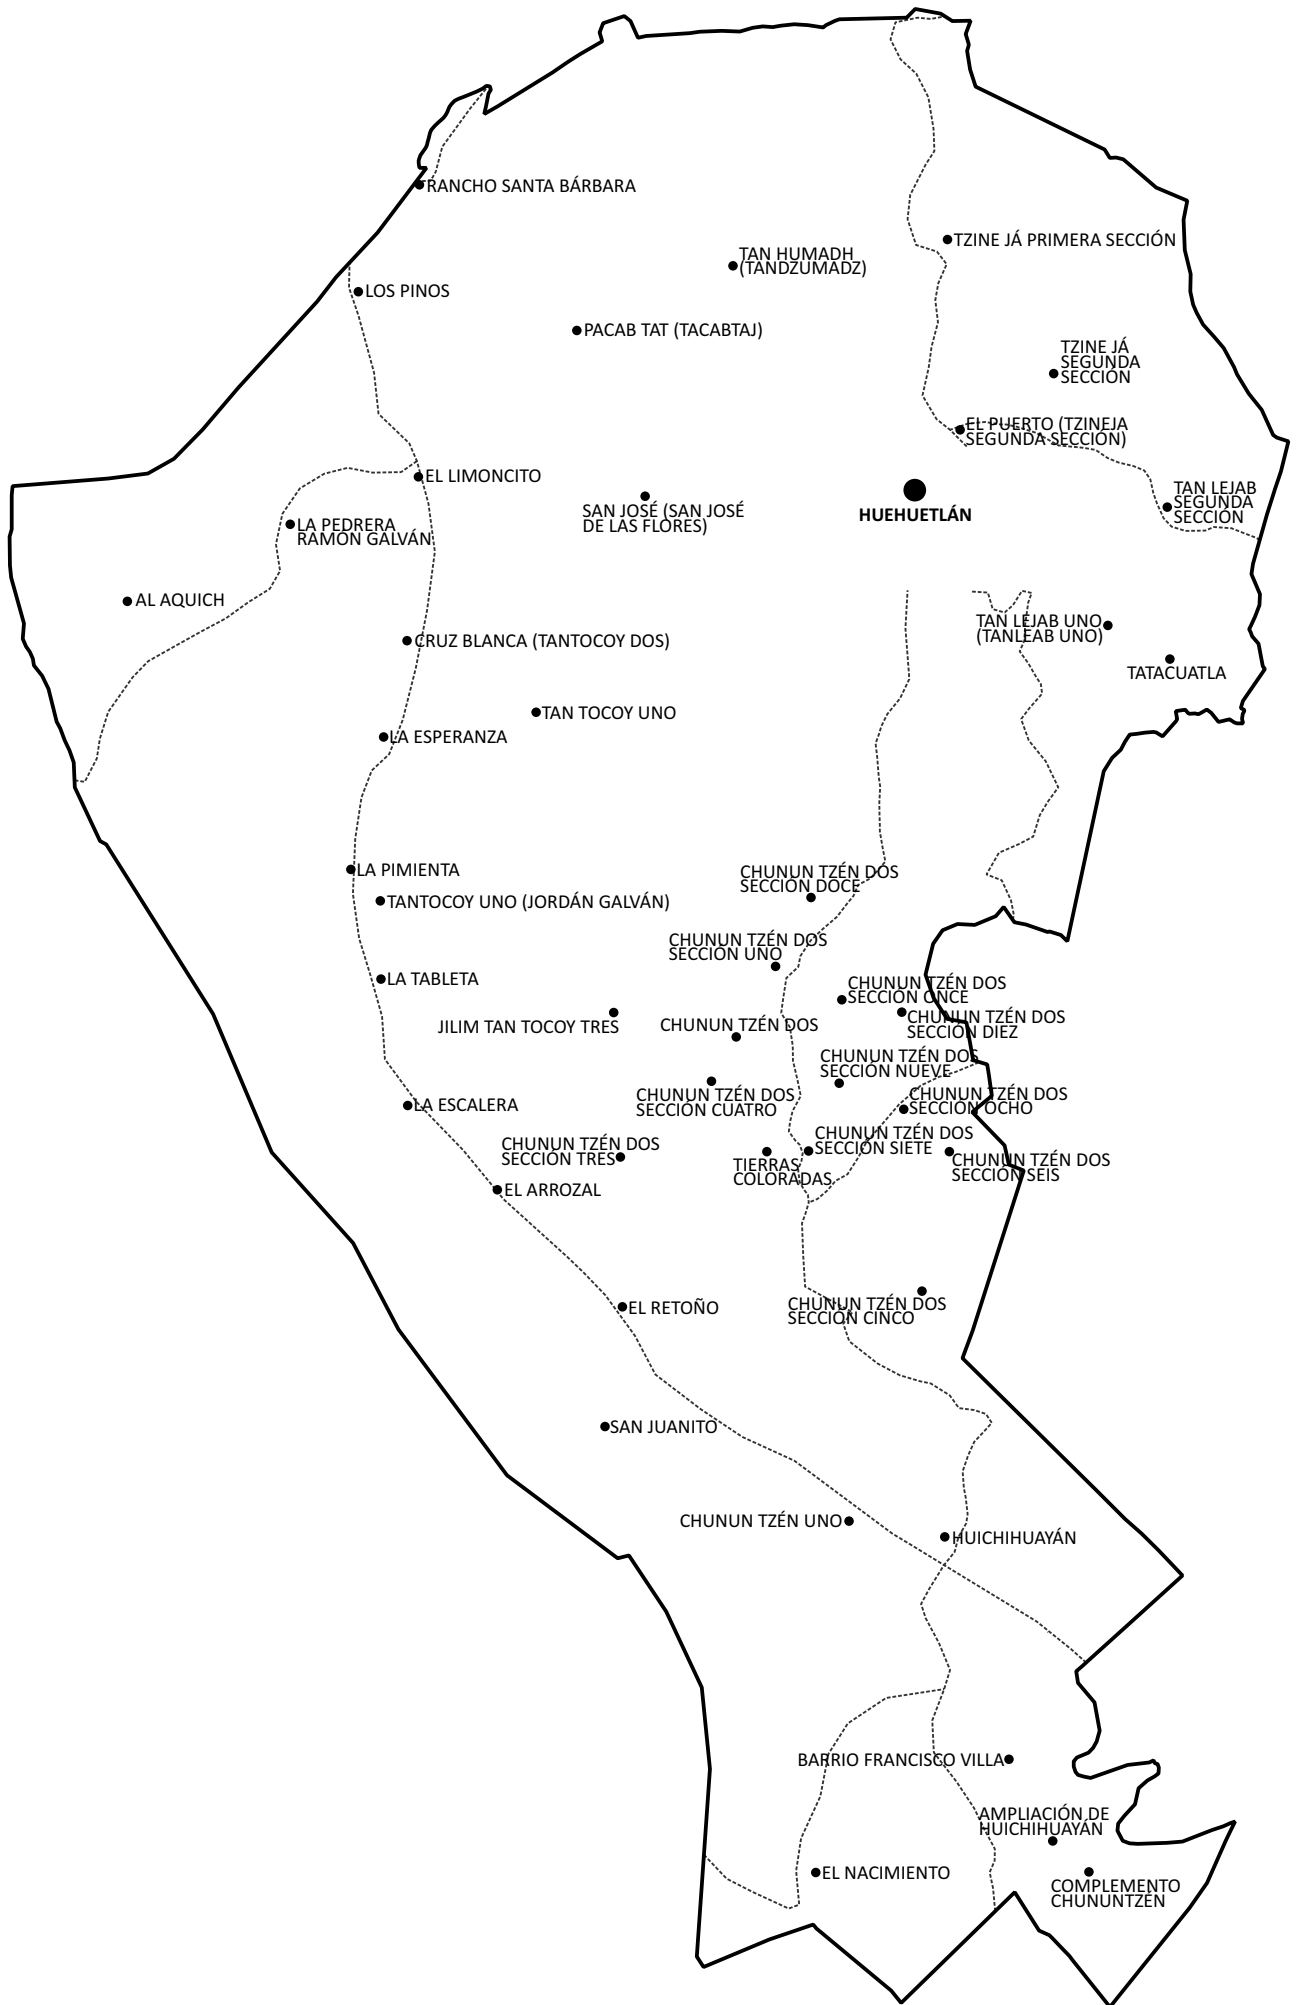 RANCHO SANTA BÁRBARA
TZINE JÁ PRIMERA SECCIÓN
TAN HUMADH
(TANDZUMADZ)
LOS PINOS
PACAB TAT (TACABTAJ)
TZINE JÁ
SEGUNDA
SECCIÓN
EL PUERTO (TZINEJA
SEGUNDA SECCIÓN)
EL LIMONCITO
TAN LEJAB
SEGUNDA
SECCIÓN
SAN JOSÉ (SAN JOSÉ
DE LAS FLORES)
HUEHUETLÁN
LA PEDRERA
RAMÓN GALVÁN
AL AQUICH
TAN LEJAB UNO
(TANLEAB UNO)
CRUZ BLANCA (TANTOCOY DOS)
TATACUATLA
TAN TOCOY UNO
LA ESPERANZA
LA PIMIENTA
CHUNUN TZÉN DOS
SECCIÓN DOCE
TANTOCOY UNO (JORDÁN GALVÁN)
CHUNUN TZÉN DOS
SECCIÓN UNO
LA TABLETA
CHUNUN TZÉN DOS
SECCIÓN ONCE
CHUNUN TZÉN DOS
SECCIÓN DIEZ
JILIM TAN TOCOY TRES
CHUNUN TZÉN DOS
CHUNUN TZÉN DOS
SECCIÓN NUEVE
CHUNUN TZÉN DOS
SECCIÓN CUATRO
CHUNUN TZÉN DOS
SECCIÓN OCHO
LA ESCALERA
CHUNUN TZÉN DOS
SECCIÓN SIETE
CHUNUN TZÉN DOS
SECCIÓN TRES
TIERRAS
COLORADAS
CHUNUN TZÉN DOS
SECCIÓN SEIS
EL ARROZAL
CHUNUN TZÉN DOS
SECCIÓN CINCO
EL RETOÑO
SAN JUANITO
CHUNUN TZÉN UNO
HUICHIHUAYÁN
BARRIO FRANCISCO VILLA
AMPLIACIÓN DE
HUICHIHUAYÁN
EL NACIMIENTO
COMPLEMENTO
CHUNUNTZÉN